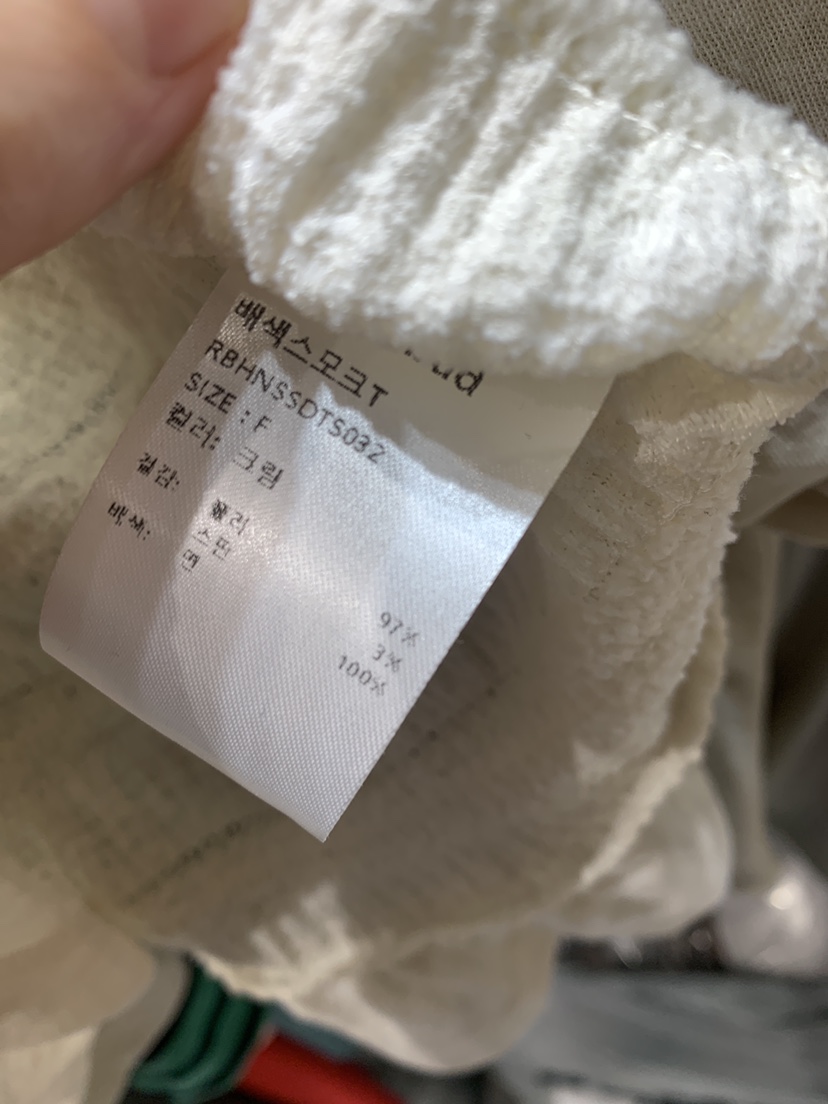 배색스모크T
RBHNSSDTS032
SIZE : F
컬러: 크림
겉감: 폴리 97%
스판 3%
배색: 면 100%